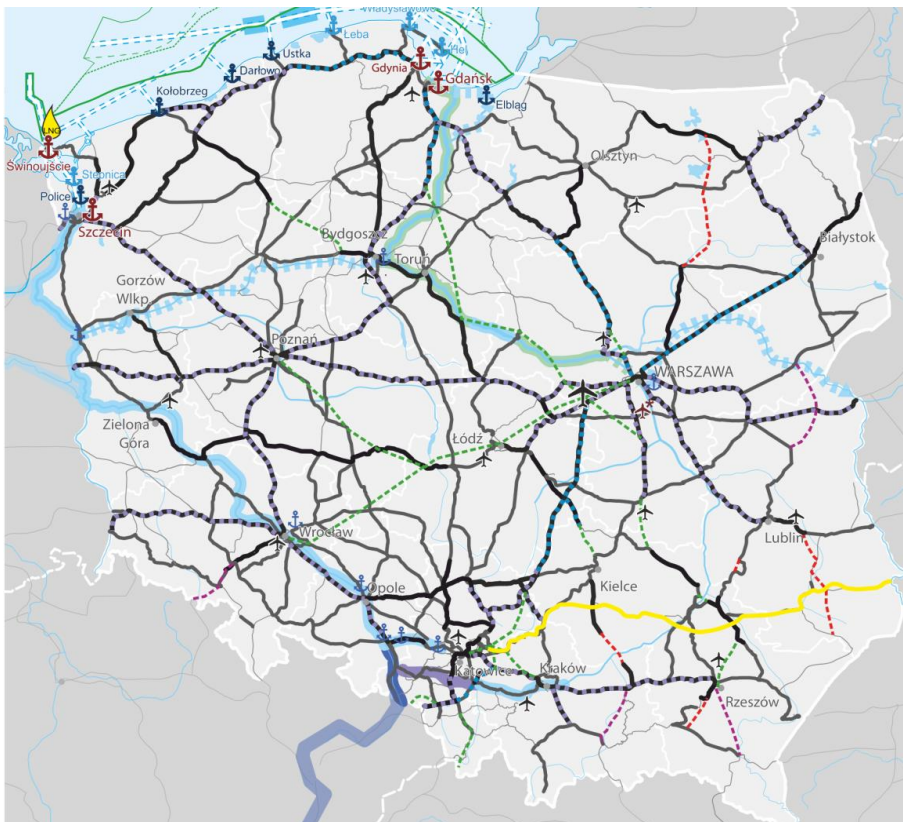 Władysławowo
Łeba
Hel
Ustka
Gdynia
Darłowo
Gdańsk
Kołobrzeg
Elbląg
LNG
Świnoujście
Stepnica
Olsztyn
Police
Szczecin
Bydgoszcz
Białystok
Toruń
Gorzów
Wlkp.
Poznań
WARSZAWA
Zielona
Góra
Łódź
Wrocław
Lublin
Opole
Kielce
Katowice
Kraków
Rzeszów